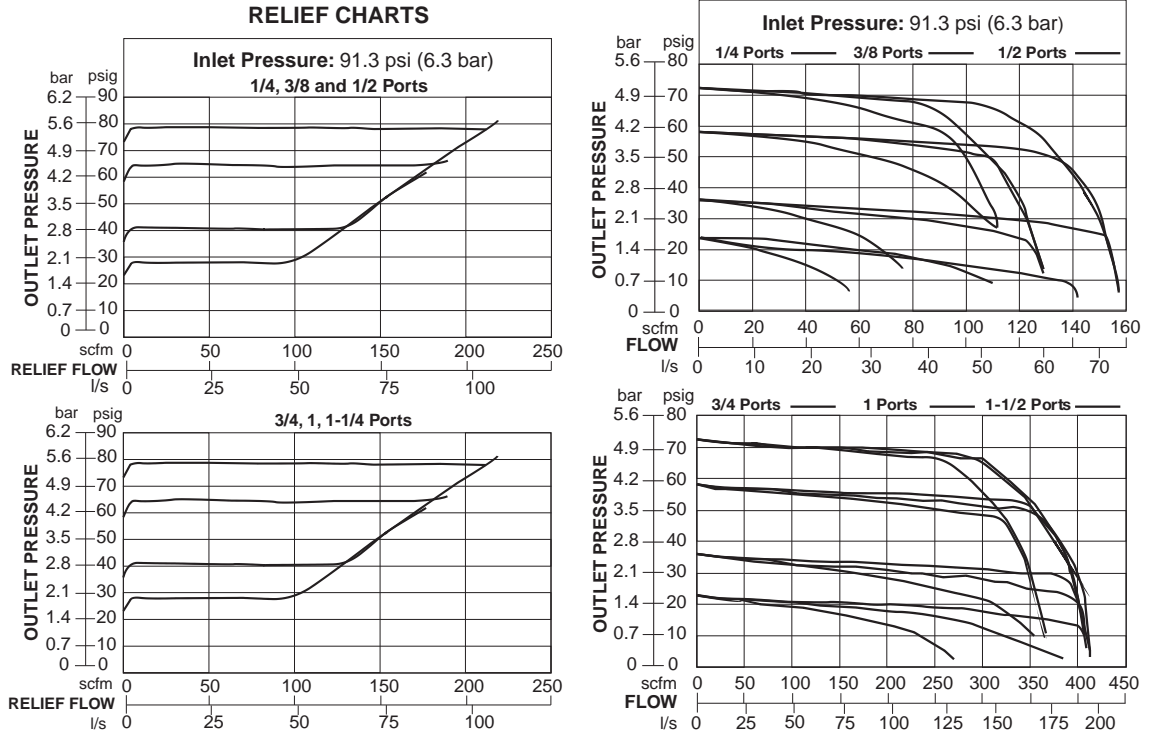 RELIEF CHARTS
Inlet Pressure: 91.3 psi (6.3 bar)
1/4, 3/8 and 1/2 Ports
bar psig
6.2 90
5.6 80
4.9 70
4.2 60
3.5 50
2.8 40
2.1 30
1.4 20
0.7 10
0 0
OUTLET PRESSURE
scfm 0 50 100 150 200 250
RELIEF FLOW
l/s 0 25 50 75 100
3/4, 1, 1-1/4 Ports
bar psig
6.2 90
5.6 80
4.9 70
4.2 60
3.5 50
2.8 40
2.1 30
1.4 20
0.7 10
0 0
OUTLET PRESSURE
scfm 0 50 100 150 200 250
RELIEF FLOW
l/s 0 25 50 75 100
Inlet Pressure: 91.3 psi (6.3 bar)
1/4 Ports 3/8 Ports 1/2 Ports
bar psig
5.6 80
4.9 70
4.2 60
3.5 50
2.8 40
2.1 30
1.4 20
0.7 10
0 0
OUTLET PRESSURE
scfm 0 20 40 60 80 100 120 140 160
FLOW
l/s 0 10 20 30 40 50 60 70
3/4 Ports 1 Ports 1-1/2 Ports
bar psig
5.6 80
4.9 70
4.2 60
3.5 50
2.8 40
2.1 30
1.4 20
0.7 10
0 0
OUTLET PRESSURE
scfm 0 50 100 150 200 250 300 350 400 450
FLOW
l/s 0 25 50 75 100 125 150 175 200